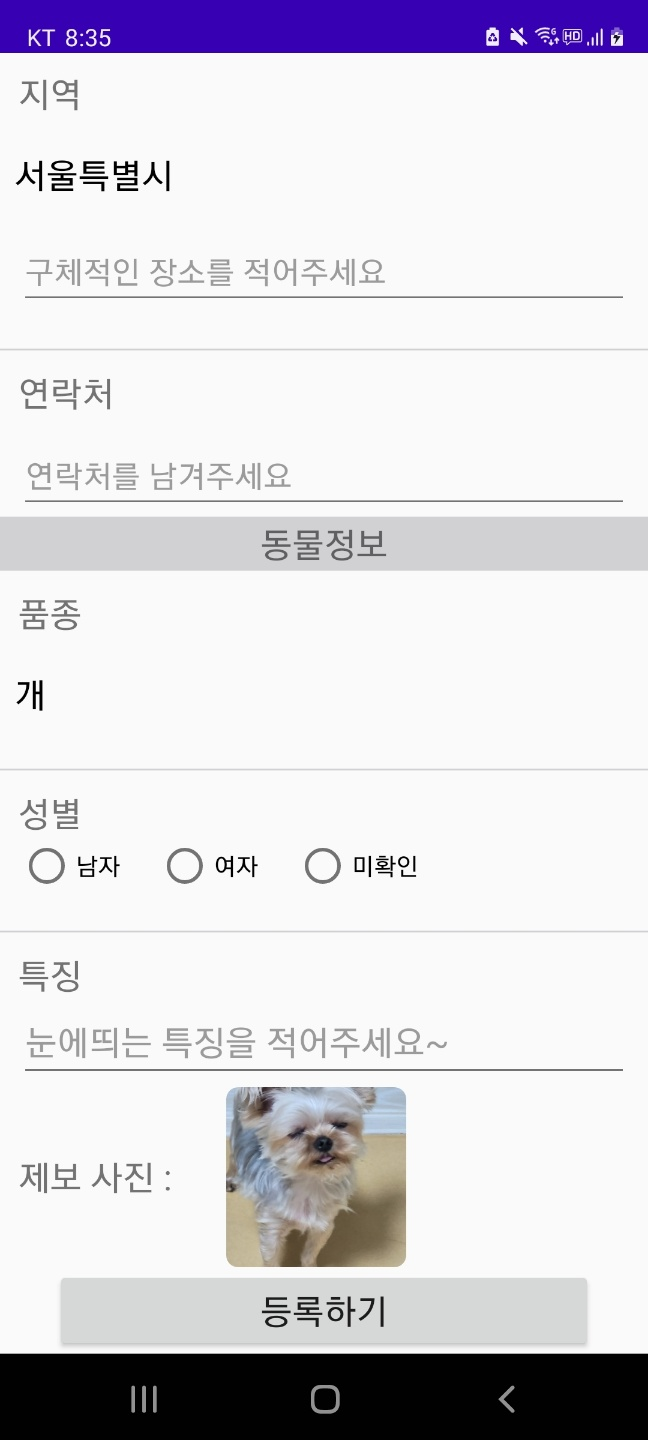 KT 8:35
지역
서울특별시
구체적인 장소를 적어주세요
연락처
연락처를 남겨주세요
동물정보
품종
개
성별
남자 여자 미확인
특징
눈에띄는 특징을 적어주세요~
제보 사진 :
등록하기